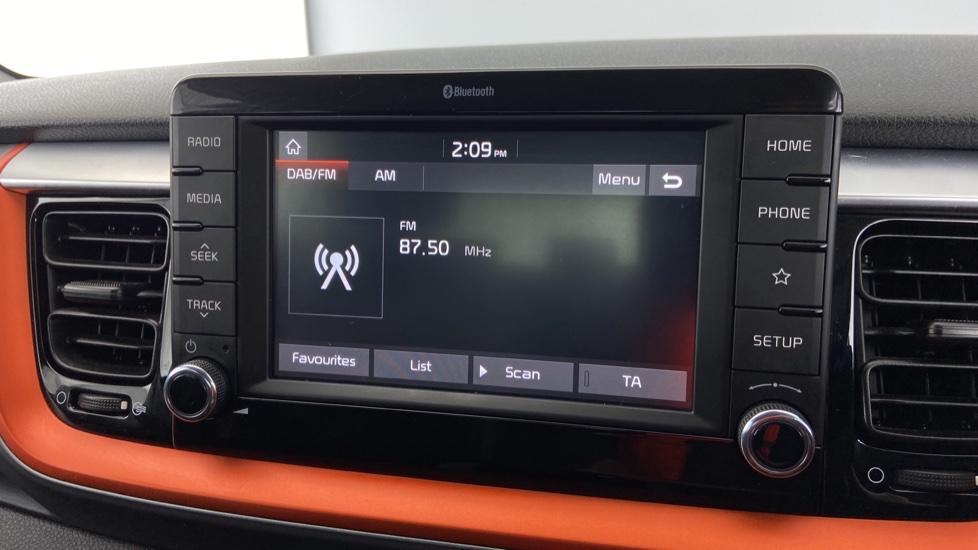 Bluetooth
RADIO
MEDIA
SEEK
TRACK
2:09 PM
DAB/FM
AM
Menu
FM
87.50 MHz
Favourites
List
Scan
TA
HOME
PHONE
SETUP